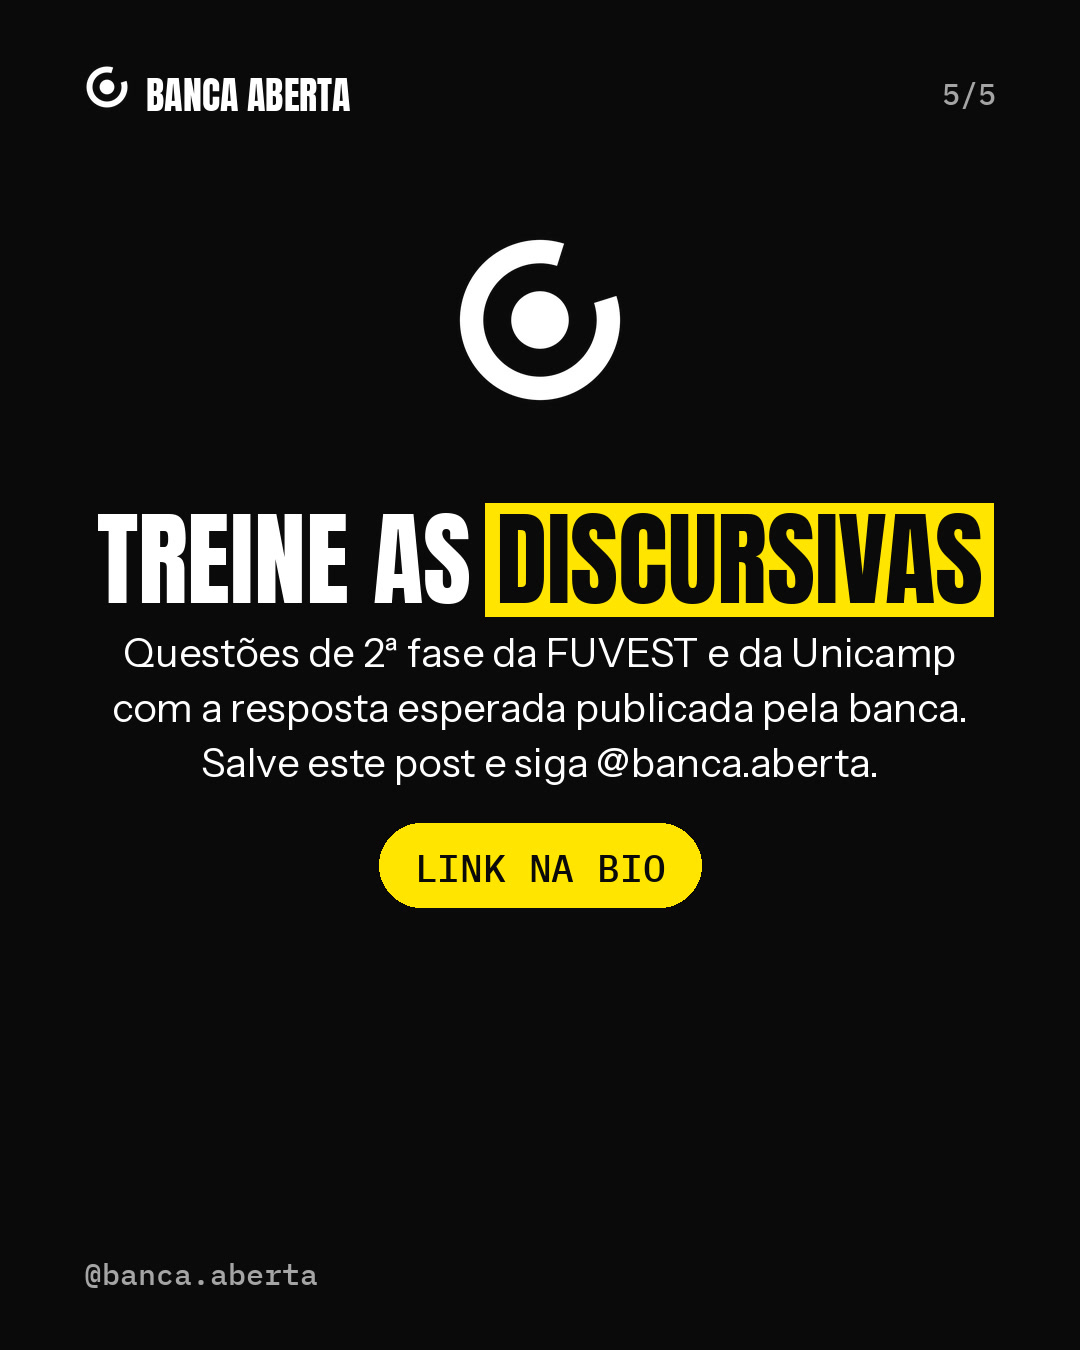 BANCA ABERTA
5/5
TREINE AS DISCURSIVAS
Questões de 2ª fase da FUVEST e da Unicamp
com a resposta esperada publicada pela banca.
Salve este post e siga @banca.aberta.
LINK NA BIO
@banca.aberta